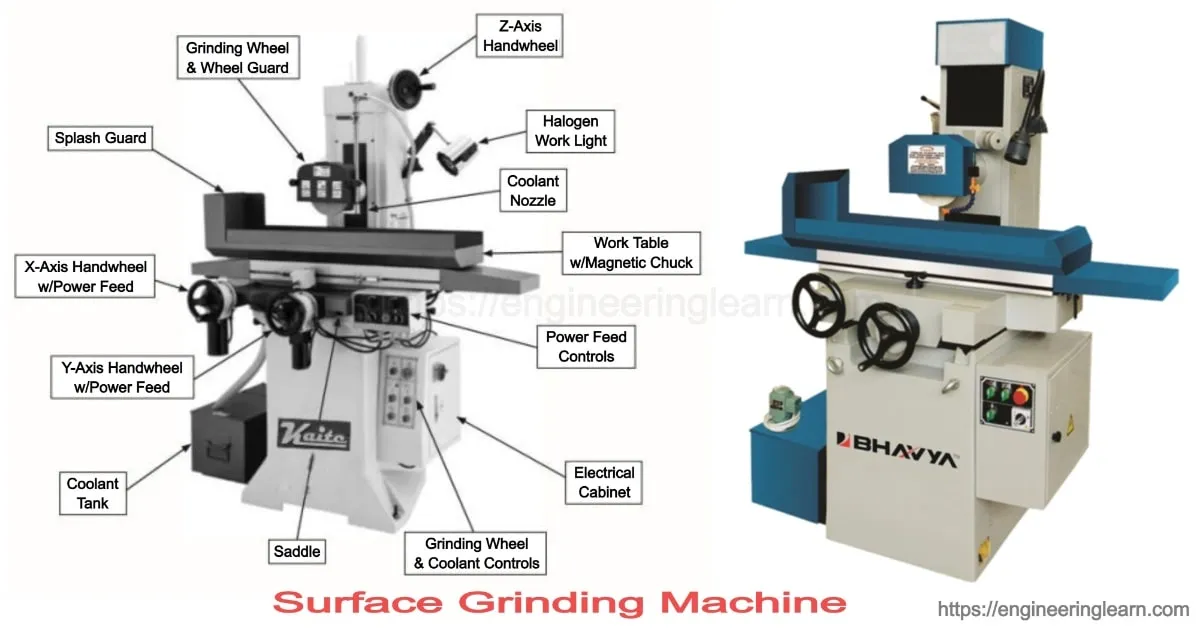 Z-Axis
Handwheel
Grinding Wheel
& Wheel Guard
Splash Guard
Halogen
Work Light
Coolant
Nozzle
Work Table
w/Magnetic Chuck
X-Axis Handwheel
w/Power Feed
https://engineeringlearn.com
Power Feed
Controls
Y-Axis Handwheel
w/Power Feed
Kaito
BHAVYA
Coolant
Tank
Electrical
Cabinet
Saddle
Grinding Wheel
& Coolant Controls
Surface Grinding Machine
https://engineeringlearn.com